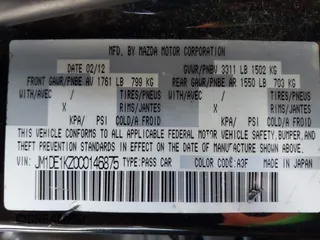 MFD. BY MAZDA MOTOR CORPORATION
DATE 02/12 GVWR/PNBV 3311 LB 1502 KG
FRONT GAWR/PNBE AV 1761 LB 799 KG REAR GAWR/PNBE AR 1550 LB 703 KG
WITH/AVEC / TIRES/PNEUS WITH/AVEC / TIRES/PNEUS
X RIMS/JANTES X RIMS/JANTES
KPA/ PSI COLD/A FROID KPA/ PSI COLD/A FROID
THIS VEHICLE CONFORMS TO ALL APPLICABLE FEDERAL MOTOR VEHICLE SAFETY, BUMPER, AND
THEFT PREVENTION STANDARDS IN EFFECT ON THE DATE OF MANUFACTURE SHOWN ABOVE.
VIN: JM1DE1KZ0C0146875 TYPE: PASS CAR COLOR CODE: A3F MADE IN JAPAN